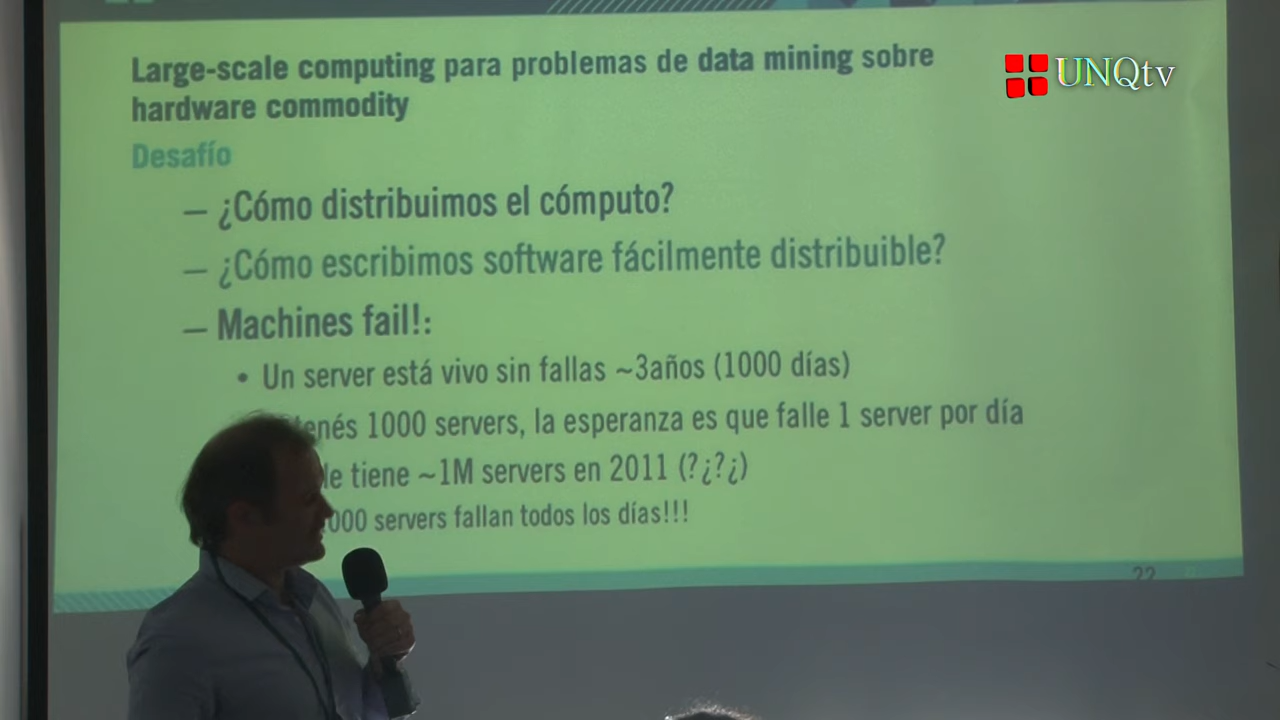 Large-scale computing para problemas de data mining sobre
hardware commodity
UNQtv
Desafío
– ¿Cómo distribuimos el cómputo?
– ¿Cómo escribimos software fácilmente distribuible?
– Machines fail!:
• Un server está vivo sin fallas ~3años (1000 días)
tenés 1000 servers, la esperanza es que falle 1 server por día
tiene ~1M servers en 2011 (?¿?¿)
000 servers fallan todos los días!!!
22